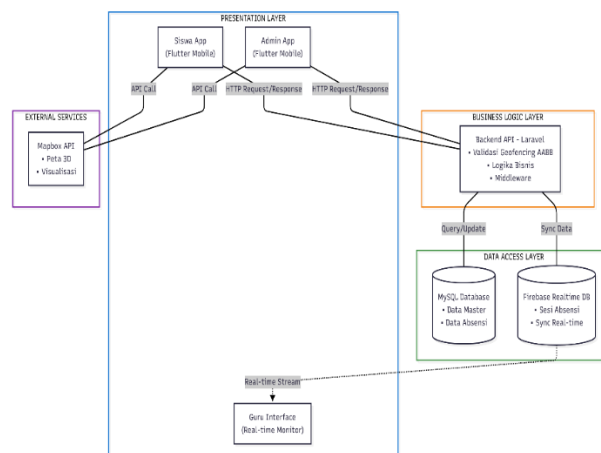 PRESENTATION LAYER
Siswa App
(Flutter Mobile)
Admin App
(Flutter Mobile)
API Call
API Call
HTTP Request/Response
HTTP Request/Response
EXTERNAL SERVICES
Mapbox API
• Peta 3D
• Visualisasi
BUSINESS LOGIC LAYER
Backend API - Laravel
• Validasi Geofencing AABB
• Logika Bisnis
• Middleware
Query/Update
Sync Data
DATA ACCESS LAYER
MySQL Database
• Data Master
• Data Absensi
Firebase Realtime DB
• Sesi Absensi
• Sync Real-time
Real-time Stream
Guru Interface
(Real-time Monitor)